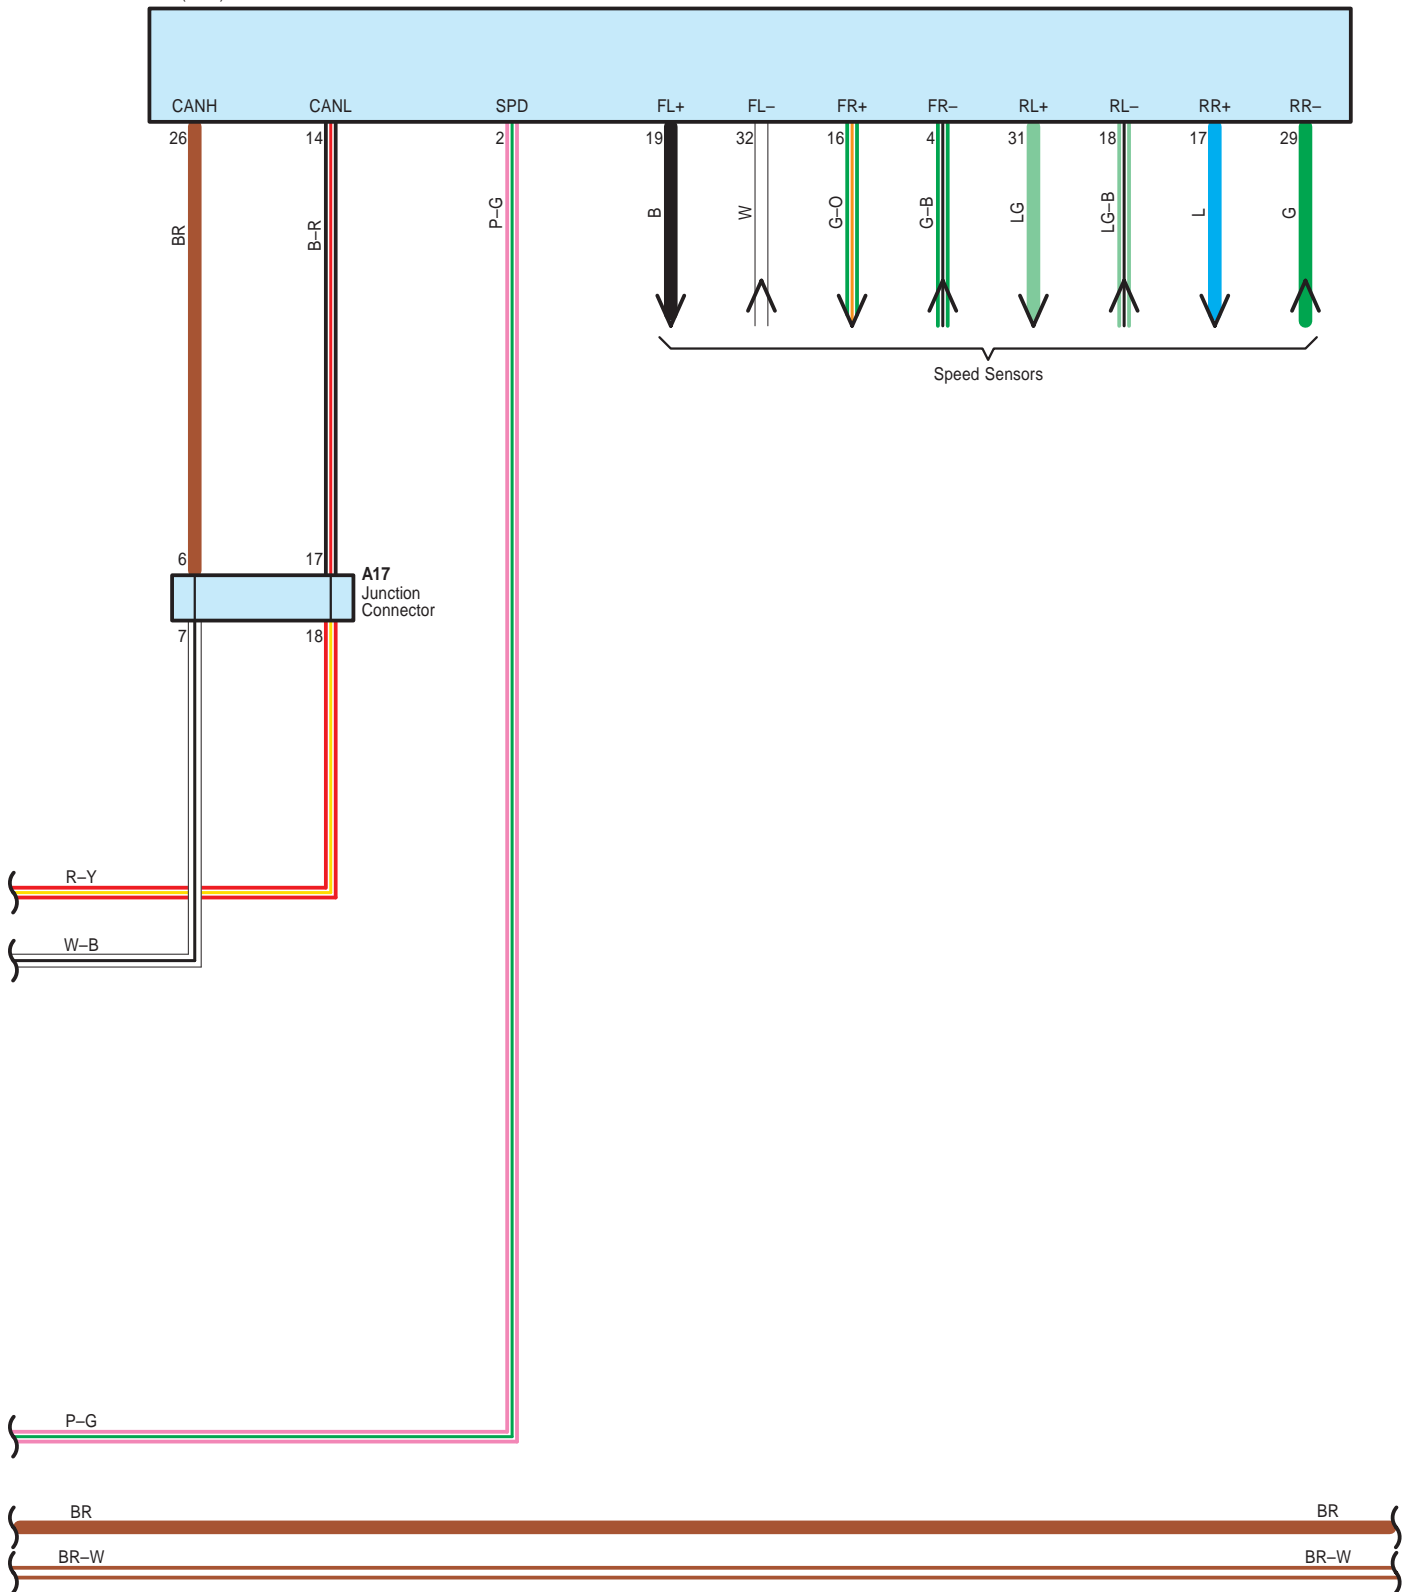 CANH CANL SPD FL+ FL– FR+ FR– RL+ RL– RR+ RR–
26 14 2 19 32 16 4 31 18 17 29
BR B–R P–G B W G–O G–B LG LG–B L G
Speed Sensors
6 17
A17
Junction
Connector
7 18
R–Y
W–B
P–G
BR BR
BR–W BR–W